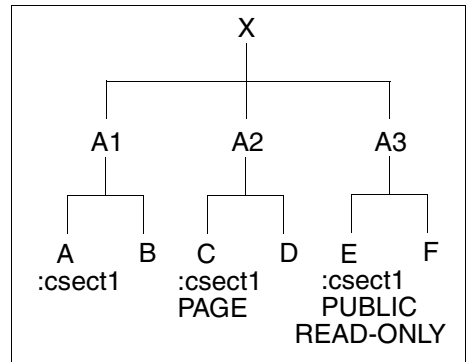 X
A1 A2 A3
A B C D E F
:csect1 :csect1 :csect1
PAGE PUBLIC
READ-ONLY